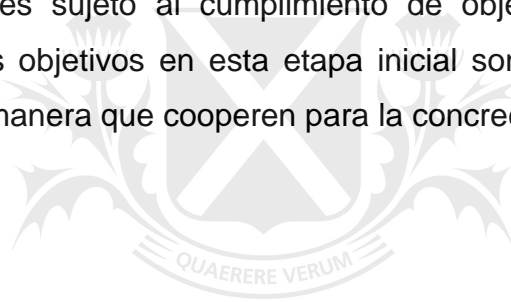 es sujeto al cumplimiento de obje
s objetivos en esta etapa inicial son
manera que cooperen para la concrec
QUAERERE VERUM